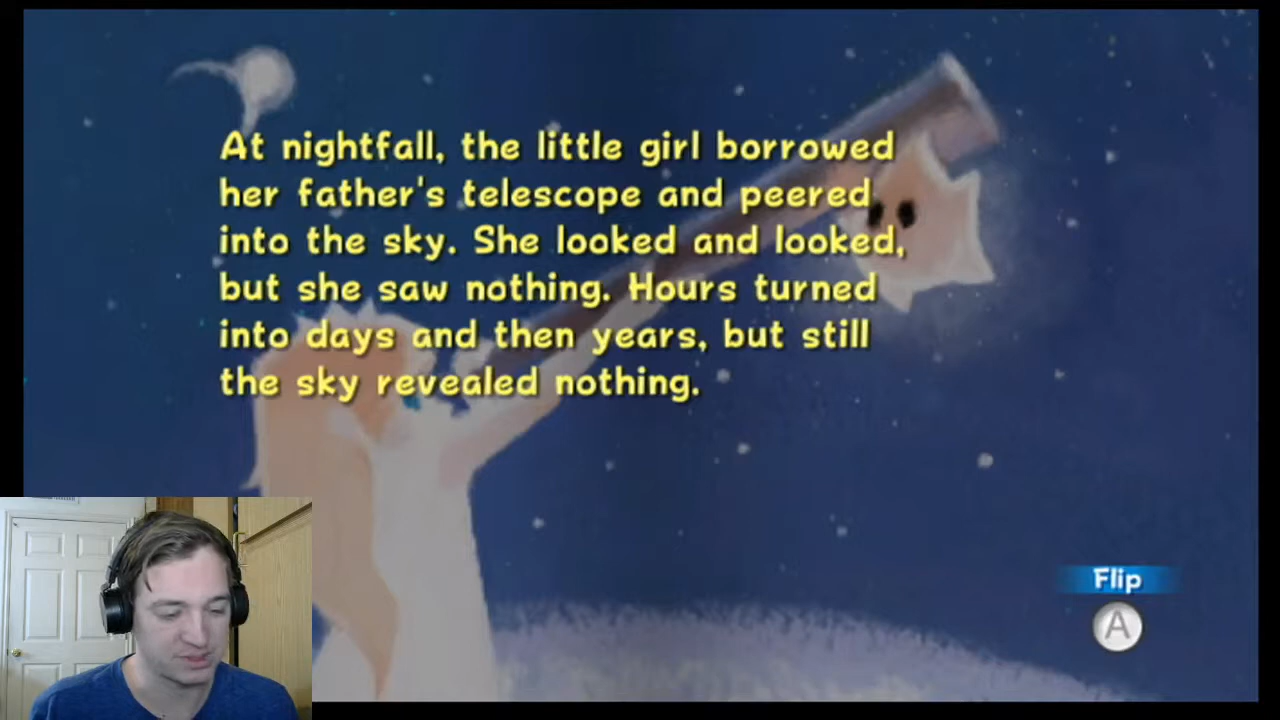 At nightfall, the little girl borrowed
her father's telescope and peered
into the sky. She looked and looked,
but she saw nothing. Hours turned
into days and then years, but still
the sky revealed nothing.
Flip
A